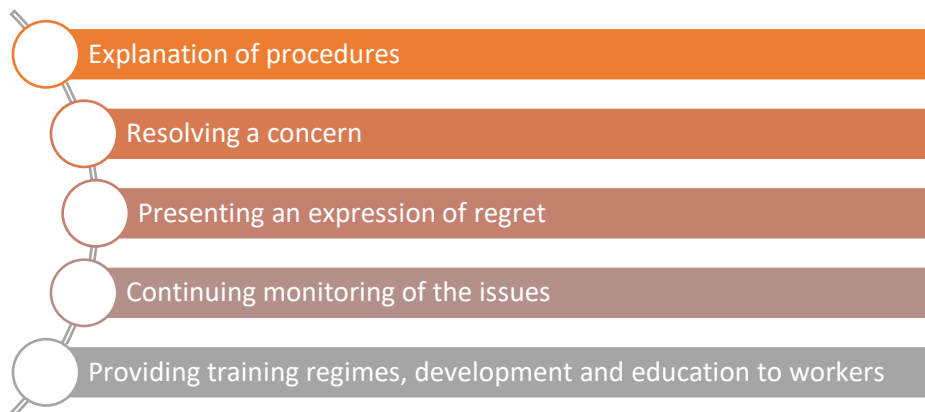 Explanation of procedures
Resolving a concern
Presenting an expression of regret
Continuing monitoring of the issues
Providing training regimes, development and education to workers